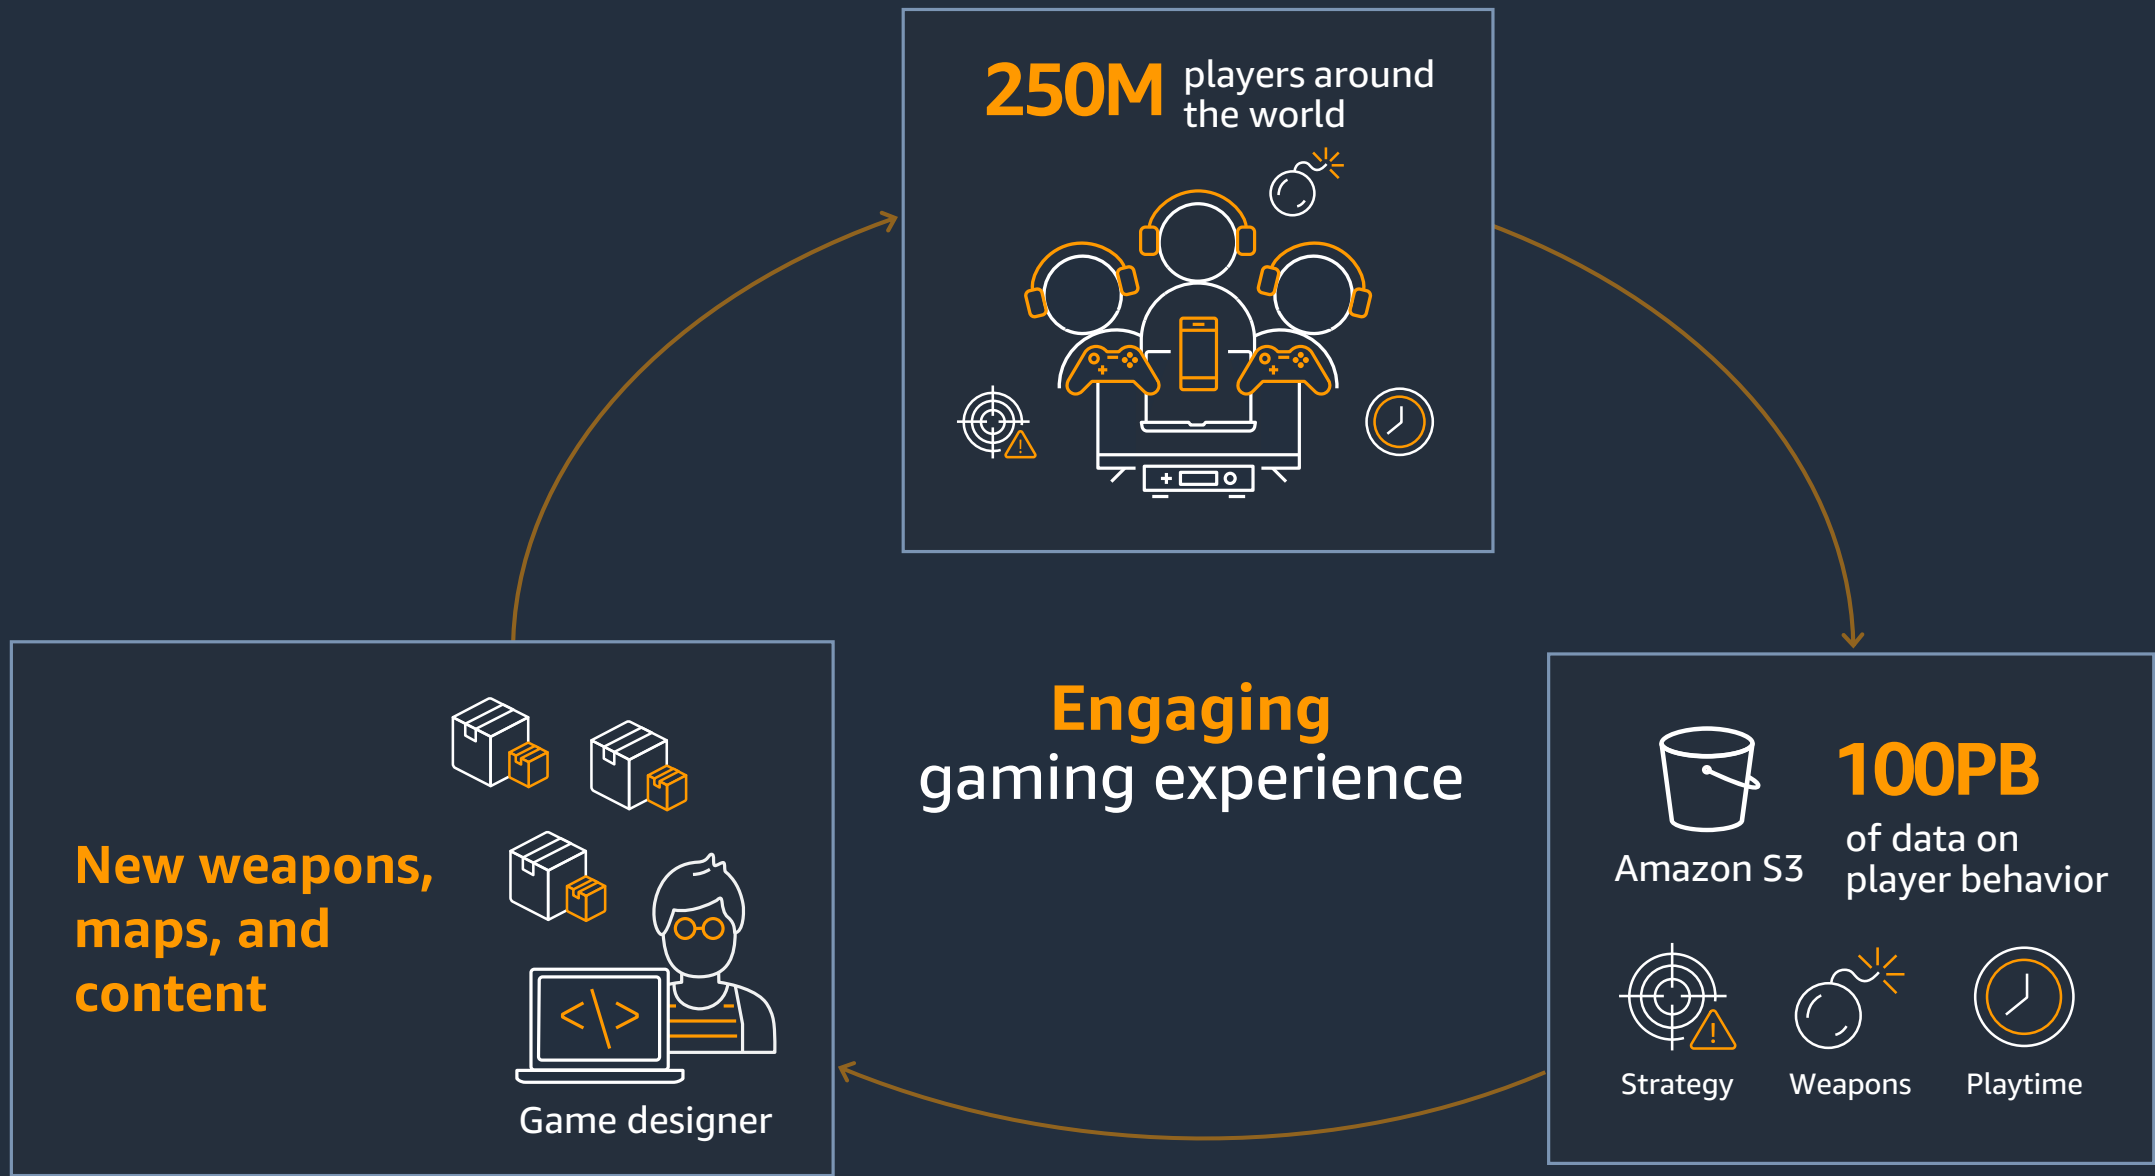 250M
players around
the world
Engaging
gaming experience
Amazon S3
100PB
of data on
player behavior
Strategy
Weapons
Playtime
New weapons,
maps, and
content
</>
Game designer